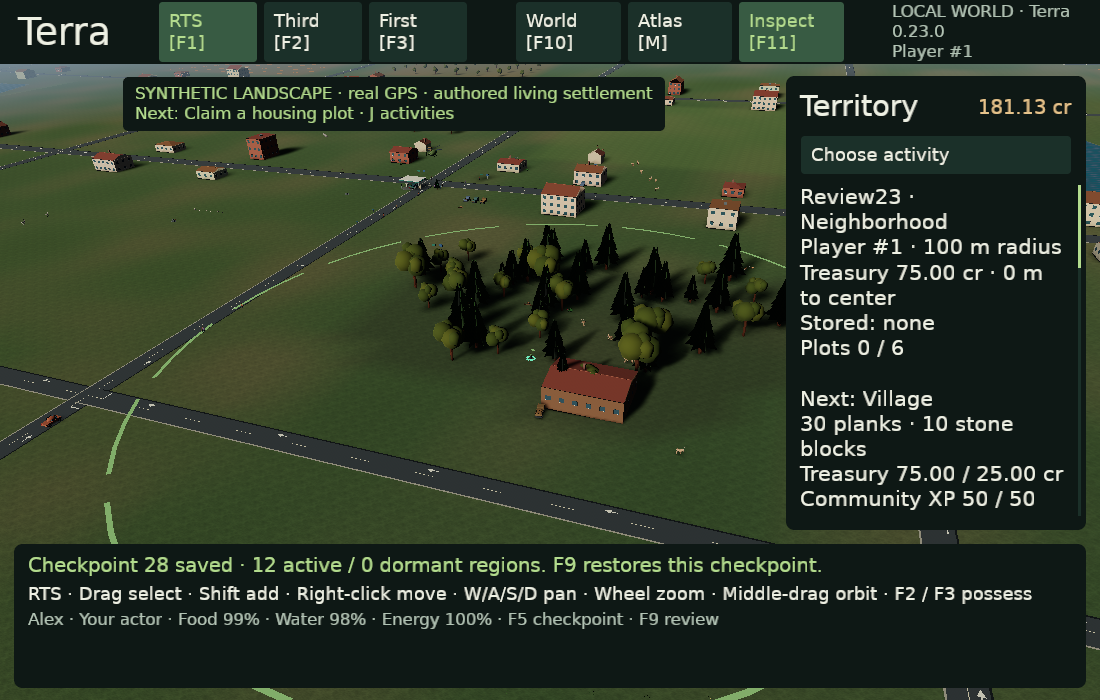 Terra
RTS
[F1]
Third
[F2]
First
[F3]
World
[F10]
Atlas
[M]
Inspect
[F11]
LOCAL WORLD · Terra
0.23.0
Player #1
SYNTHETIC LANDSCAPE · real GPS · authored living settlement
Next: Claim a housing plot · J activities
Territory
181.13 cr
Choose activity
Review23 ·
Neighborhood
Player #1 · 100 m radius
Treasury 75.00 cr · 0 m
to center
Stored: none
Plots 0 / 6
Next: Village
30 planks · 10 stone
blocks
Treasury 75.00 / 25.00 cr
Community XP 50 / 50
Checkpoint 28 saved · 12 active / 0 dormant regions. F9 restores this checkpoint.
RTS · Drag select · Shift add · Right-click move · W/A/S/D pan · Wheel zoom · Middle-drag orbit · F2 / F3 possess
Alex · Your actor · Food 99% · Water 98% · Energy 100% · F5 checkpoint · F9 review